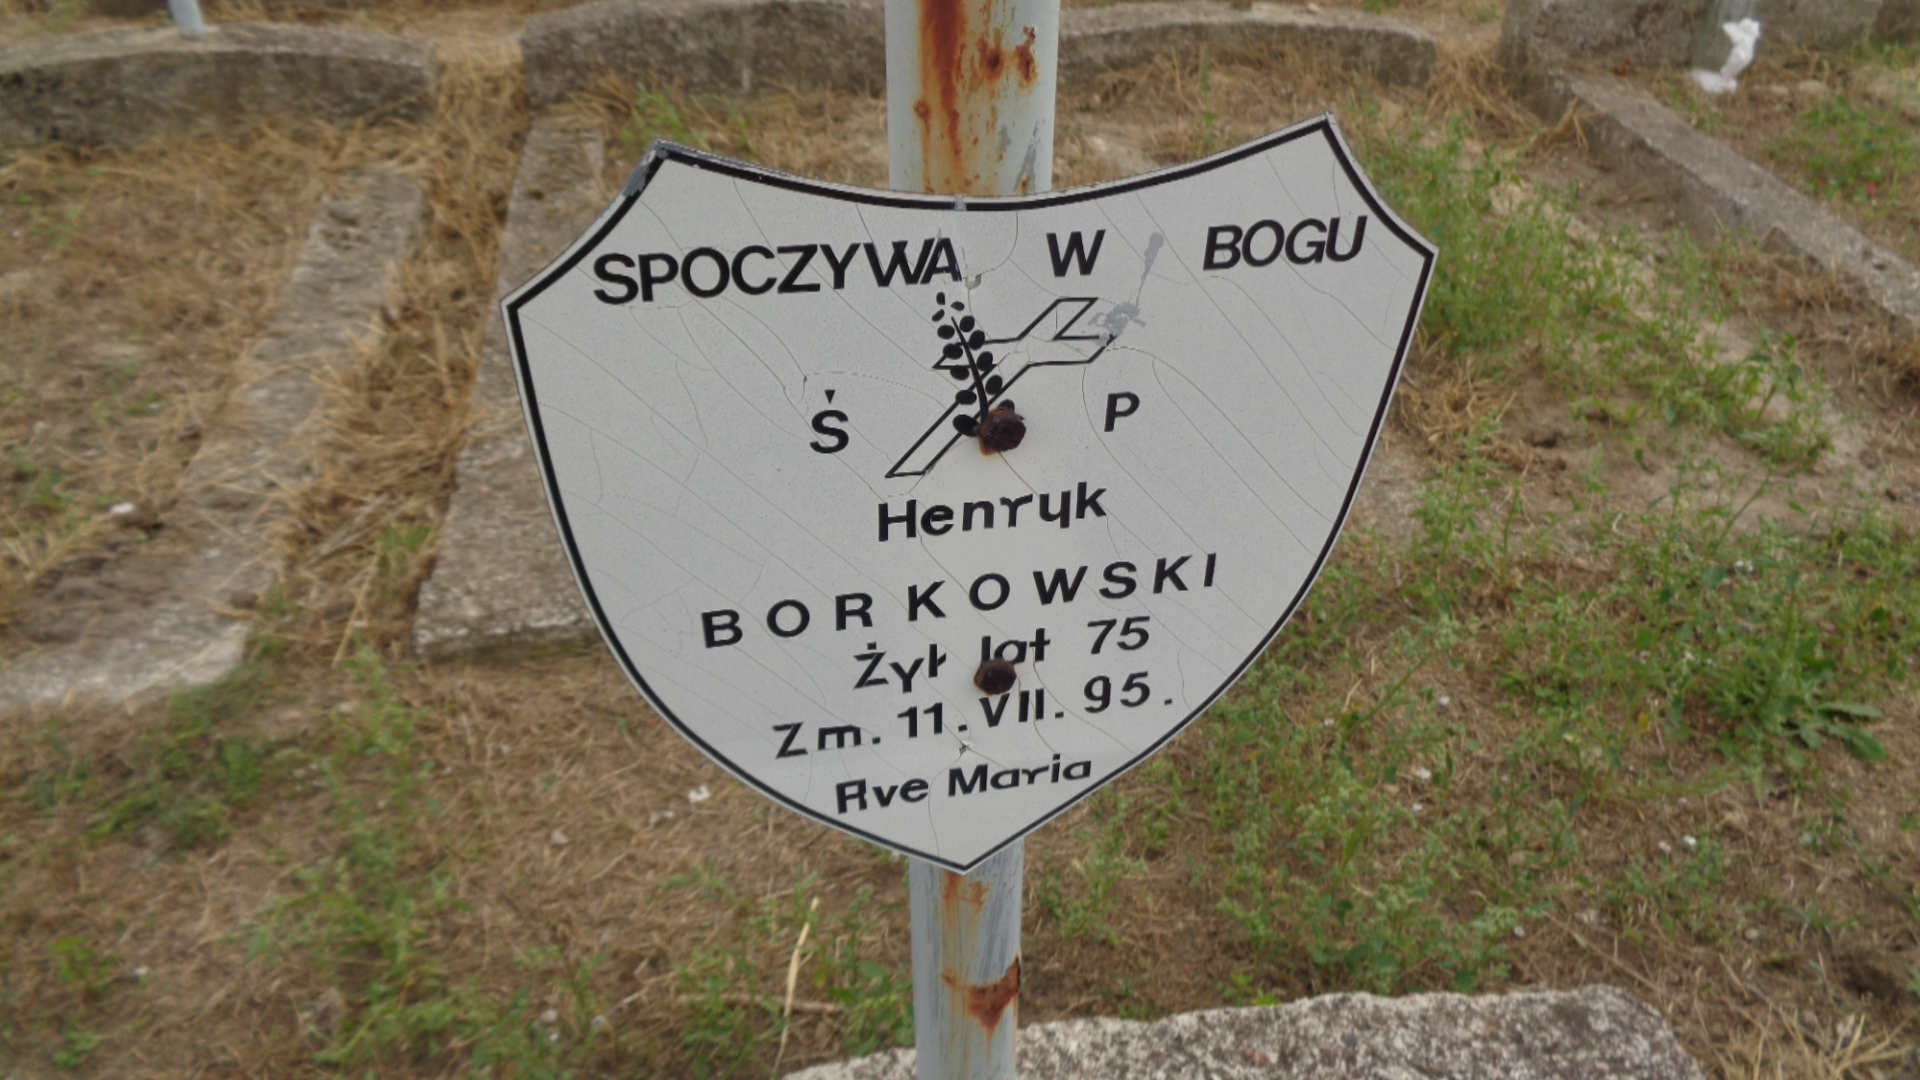 SPOCZYWA W BOGU
Ś P
Henryk
BORKOWSKI
Żył lat 75
Zm. 11. VII. 95.
Ave Maria